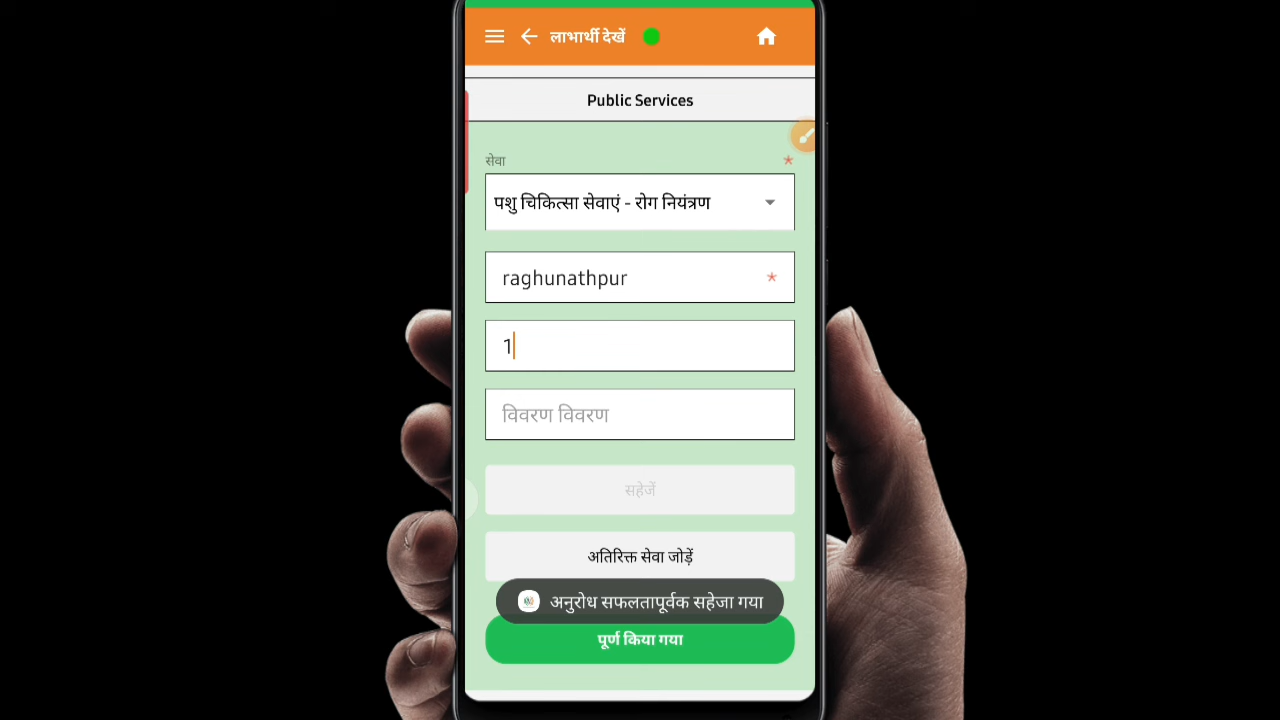 लाभार्थी देखें
Public Services
सेवा *
पशु चिकित्सा सेवाएं - रोग नियंत्रण
raghunathpur *
1
विवरण विवरण
सहेजें
अतिरिक्त सेवा जोड़ें
अनुरोध सफलतापूर्वक सहेजा गया
पूर्ण किया गया